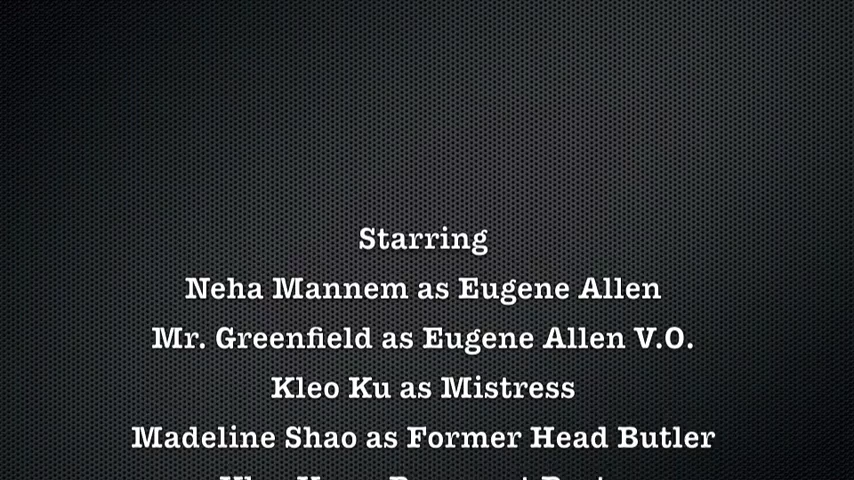 Starring
Neha Mannem as Eugene Allen
Mr. Greenfield as Eugene Allen V.O.
Kleo Ku as Mistress
Madeline Shao as Former Head Butler